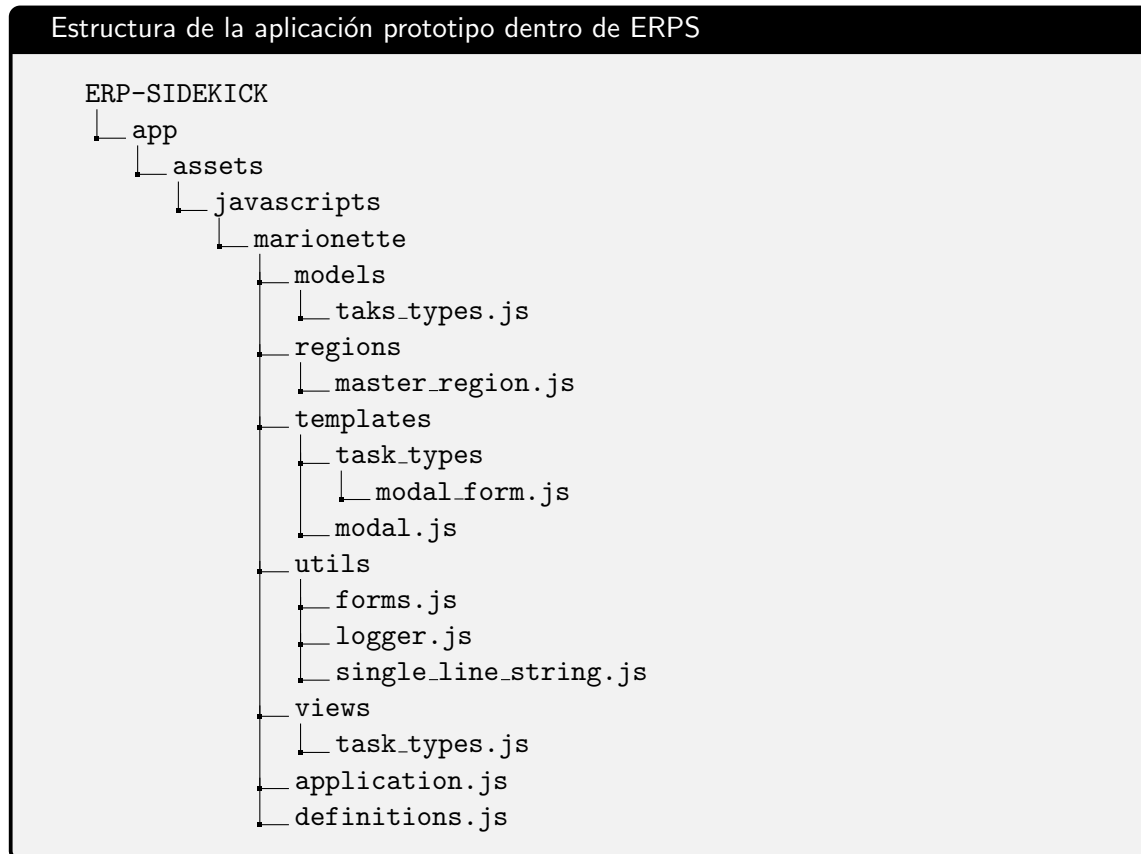 Estructura de la aplicación prototipo dentro de ERPS
ERP-SIDEKICK
app
assets
javascripts
marionette
models
taks_types.js
regions
master_region.js
templates
task_types
modal_form.js
modal.js
utils
forms.js
logger.js
single_line_string.js
views
task_types.js
application.js
definitions.js